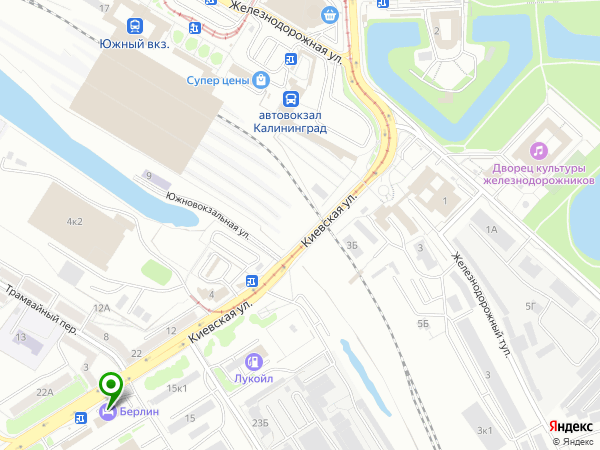 17
Железнодорожная ул.
2
Южный вкз.
Супер цены
автовокзал
Калининград
Дворец культуры
железнодорожников
9
Южновокзальная ул.
4к2
Киевская ул.
1
1А
3Б
3
Железнодорожный туп.
4
Трамвайный пер.
12А
5Г
13
8
12
Киевская ул.
5Б
3
22
Лукойл
3
22А
15к1
Берлин
15
23Б
3к1
Яндекс
© Яндекс